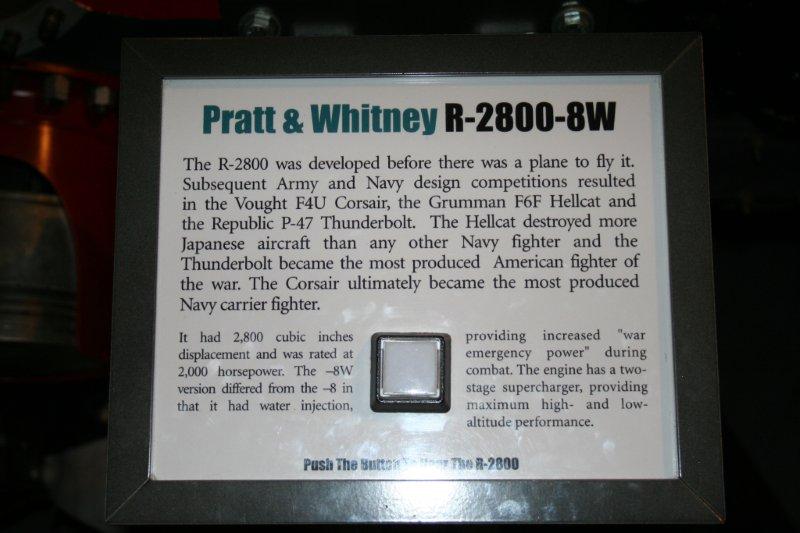 Pratt & Whitney R-2800-8W
The R-2800 was developed before there was a plane to fly it.
Subsequent Army and Navy design competitions resulted
in the Vought F4U Corsair, the Grumman F6F Hellcat and
the Republic P-47 Thunderbolt. The Hellcat destroyed more
Japanese aircraft than any other Navy fighter and the
Thunderbolt became the most produced American fighter of
the war. The Corsair ultimately became the most produced
Navy carrier fighter.
It had 2,800 cubic inches
displacement and was rated at
2,000 horsepower. The –8W
version differed from the –8 in
that it had water injection,
providing increased "war
emergency power" during
combat. The engine has a two-
stage supercharger, providing
maximum high- and low-
altitude performance.
Push The Button To Hear The R-2800